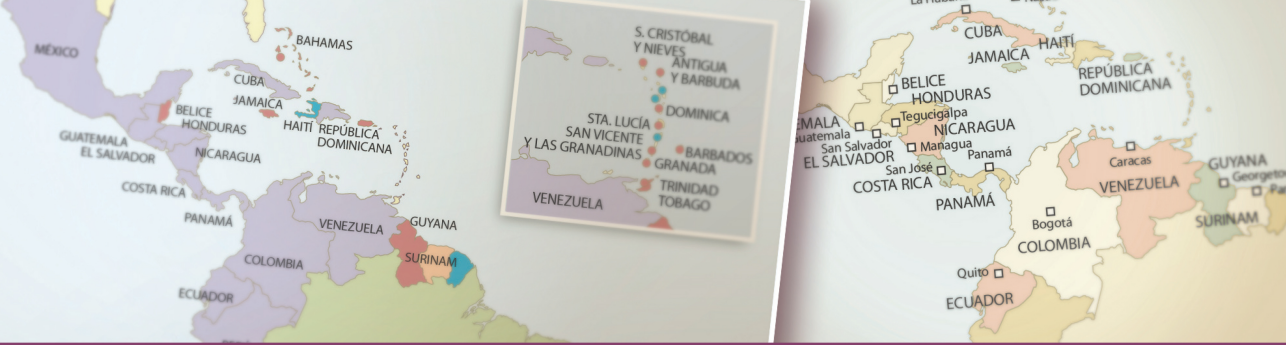 MÉXICO
BAHAMAS
CUBA
JAMAICA
BELICE
HONDURAS
HAITÍ
REPÚBLICA
DOMINICANA
GUATEMALA
EL SALVADOR
NICARAGUA
COSTA RICA
PANAMÁ
VENEZUELA
GUYANA
SURINAM
COLOMBIA
ECUADOR
S. CRISTÓBAL
Y NIEVES
ANTIGUA
Y BARBUDA
DOMINICA
STA. LUCÍA
SAN VICENTE
Y LAS GRANADINAS
BARBADOS
GRANADA
TRINIDAD
TOBAGO
VENEZUELA
CUBA
HAITÍ
JAMAICA
REPÚBLICA
DOMINICANA
BELICE
HONDURAS
Tegucigalpa
EMALA
uatemala
NICARAGUA
San Salvador
Managua
EL SALVADOR
San José
Panamá
COSTA RICA
PANAMÁ
Caracas
VENEZUELA
GUYANA
Georgeto
SURINAM
Bogotá
COLOMBIA
Quito
ECUADOR